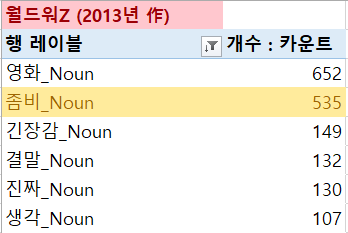 월드워Z (2013년 作)
행 레이블 개수 : 카운트
영화_Noun 652
좀비_Noun 535
긴장감_Noun 149
결말_Noun 132
진짜_Noun 130
생각_Noun 107